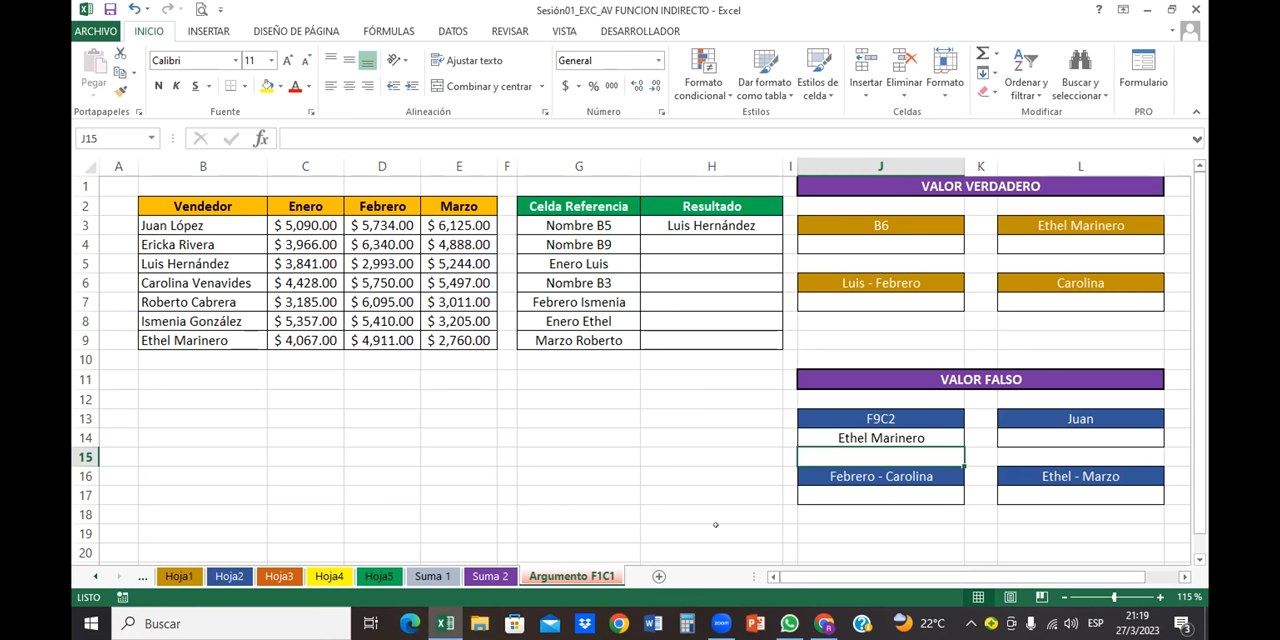 Sesión01_EXC_AV FUNCION INDIRECTO - Excel
ARCHIVO INICIO INSERTAR DISEÑO DE PÁGINA FÓRMULAS DATOS REVISAR VISTA DESARROLLADOR
Pegar
Calibri 11
N K S
Ajustar texto
Combinar y centrar
General
$ % 000
Formato condicional
Dar formato como tabla
Estilos de celda
Insertar Eliminar Formato
Ordenar y filtrar
Buscar y seleccionar
Formulario
Portapapeles Fuente Alineación Número Estilos Celdas Modificar PRO
J15 fx
A B C D E F G H I J K L
1 VALOR VERDADERO
2 Vendedor Enero Febrero Marzo Celda Referencia Resultado
3 Juan López $ 5,090.00 $ 5,734.00 $ 6,125.00 Nombre B5 Luis Hernández B6 Ethel Marinero
4 Ericka Rivera $ 3,966.00 $ 6,340.00 $ 4,888.00 Nombre B9
5 Luis Hernández $ 3,841.00 $ 2,993.00 $ 5,244.00 Enero Luis
6 Carolina Venavides $ 4,428.00 $ 5,750.00 $ 5,497.00 Nombre B3 Luis - Febrero Carolina
7 Roberto Cabrera $ 3,185.00 $ 6,095.00 $ 3,011.00 Febrero Ismenia
8 Ismenia González $ 5,357.00 $ 5,410.00 $ 3,205.00 Enero Ethel
9 Ethel Marinero $ 4,067.00 $ 4,911.00 $ 2,760.00 Marzo Roberto
10
11 VALOR FALSO
12
13 F9C2 Juan
14 Ethel Marinero
15
16 Febrero - Carolina Ethel - Marzo
17
18
19
20
... Hoja1 Hoja2 Hoja3 Hoja4 Hoja5 Suma 1 Suma 2 Argumento F1C1
LISTO 115 %
Buscar
zoom
22°C
ESP
21:19
27/3/2023
3